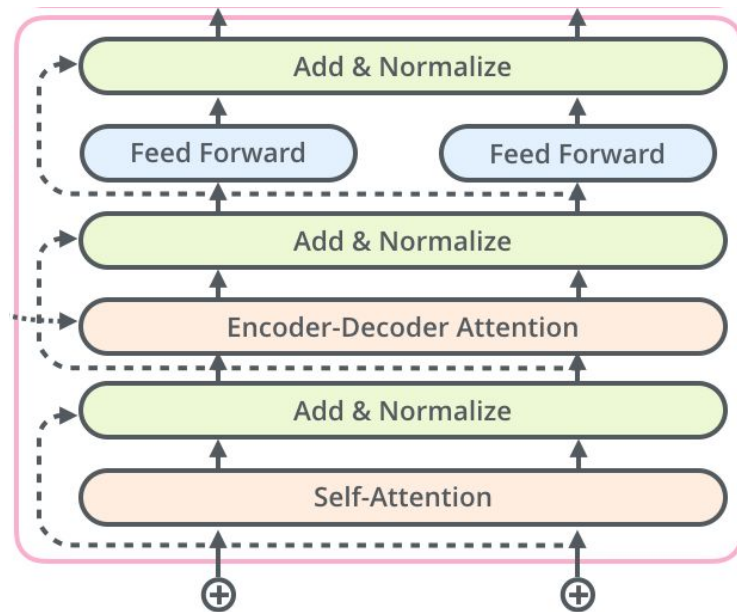 Add & Normalize
Feed Forward
Feed Forward
Add & Normalize
Encoder-Decoder Attention
Add & Normalize
Self-Attention